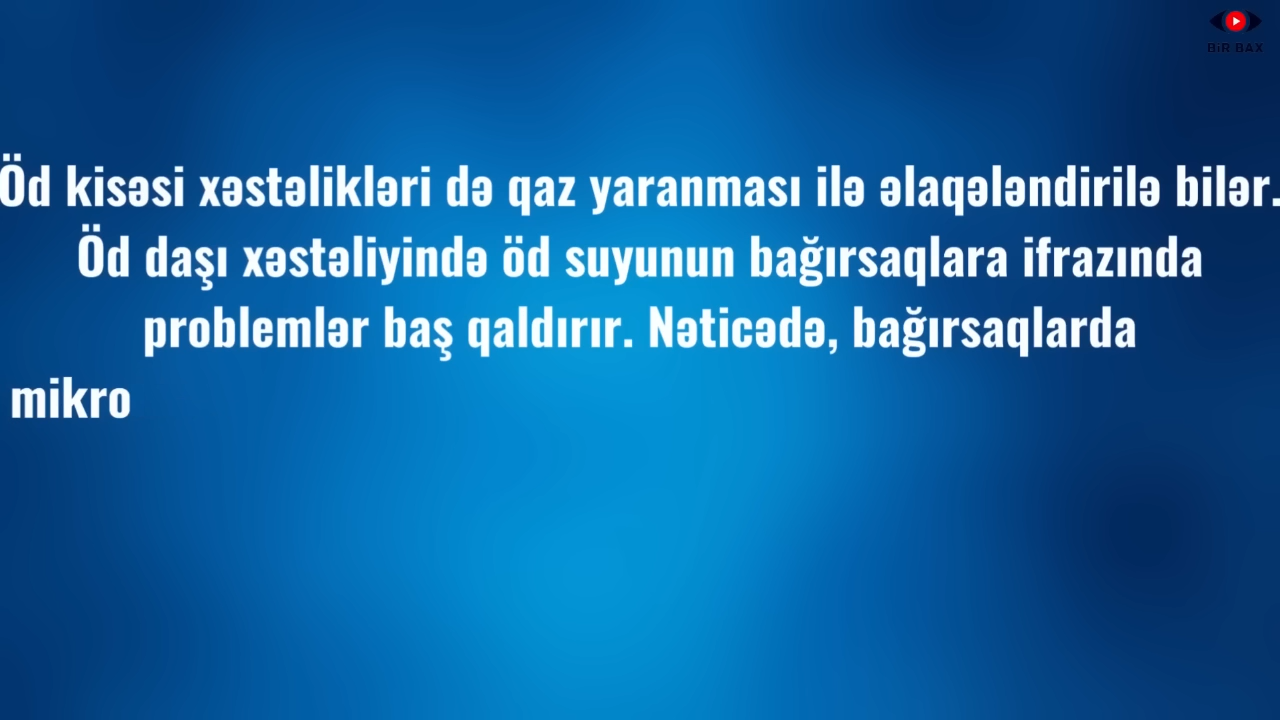 BİR BAX
Öd kisəsi xəstəlikləri də qaz yaranması ilə əlaqələndirilə bilər.
Öd daşı xəstəliyində öd suyunun bağırsaqlara ifrazında
problemlər baş qaldırır. Nəticədə, bağırsaqlarda
mikro